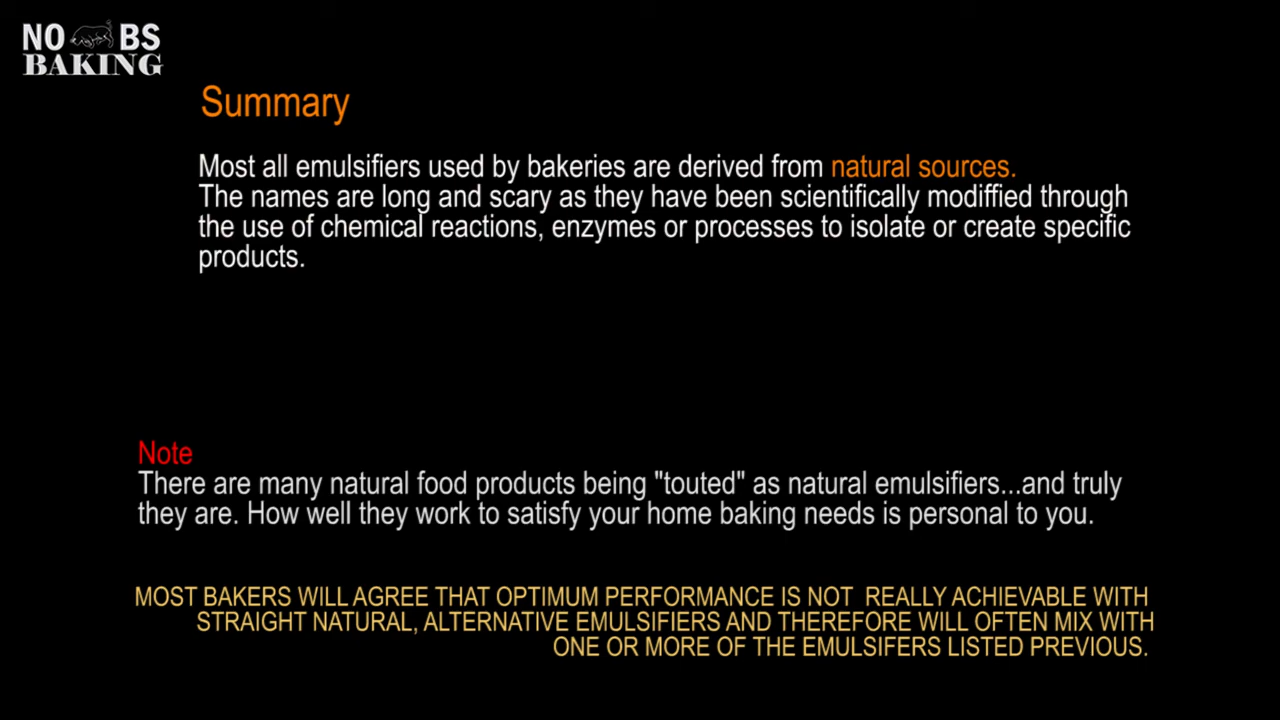 NO BS
BAKING
Summary
Most all emulsifiers used by bakeries are derived from natural sources.
The names are long and scary as they have been scientifically modiffied through
the use of chemical reactions, enzymes or processes to isolate or create specific
products.
Note
There are many natural food products being "touted" as natural emulsifiers...and truly
they are. How well they work to satisfy your home baking needs is personal to you.
MOST BAKERS WILL AGREE THAT OPTIMUM PERFORMANCE IS NOT REALLY ACHIEVABLE WITH
STRAIGHT NATURAL, ALTERNATIVE EMULSIFIERS AND THEREFORE WILL OFTEN MIX WITH
ONE OR MORE OF THE EMULSIFERS LISTED PREVIOUS.